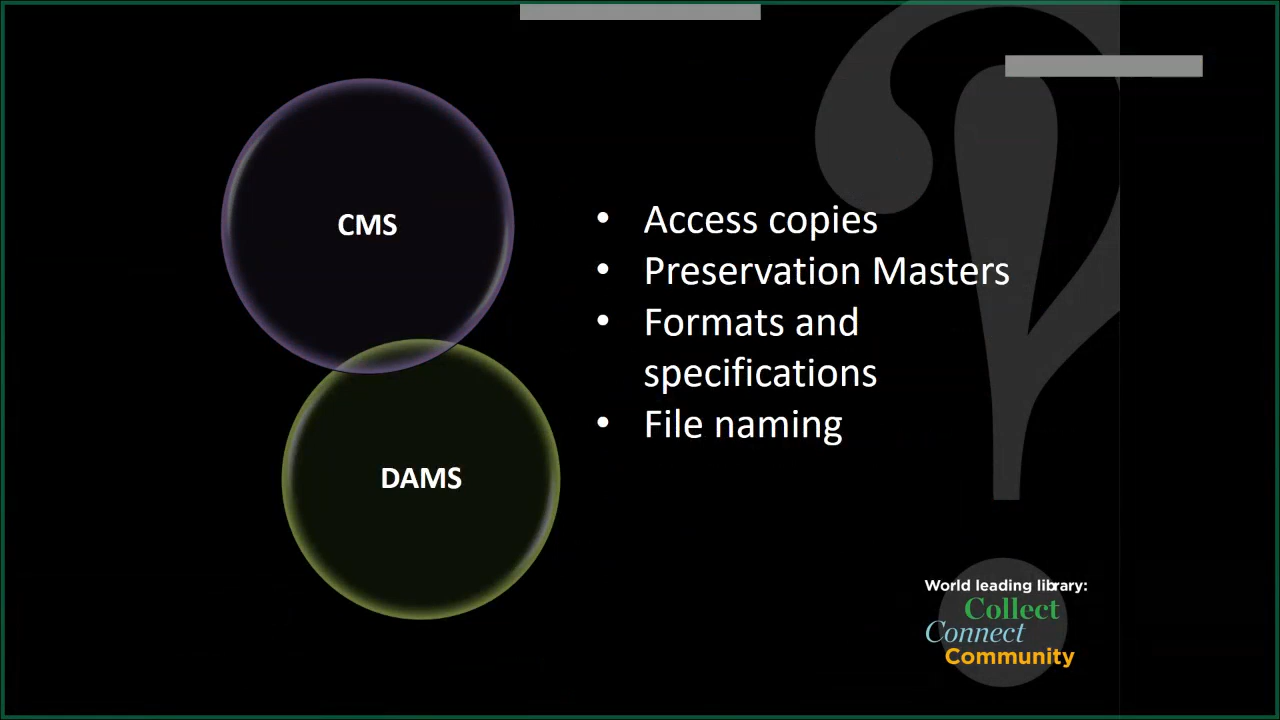 CMS
DAMS
• Access copies
• Preservation Masters
• Formats and
specifications
• File naming
World leading library:
Collect
Connect
Community